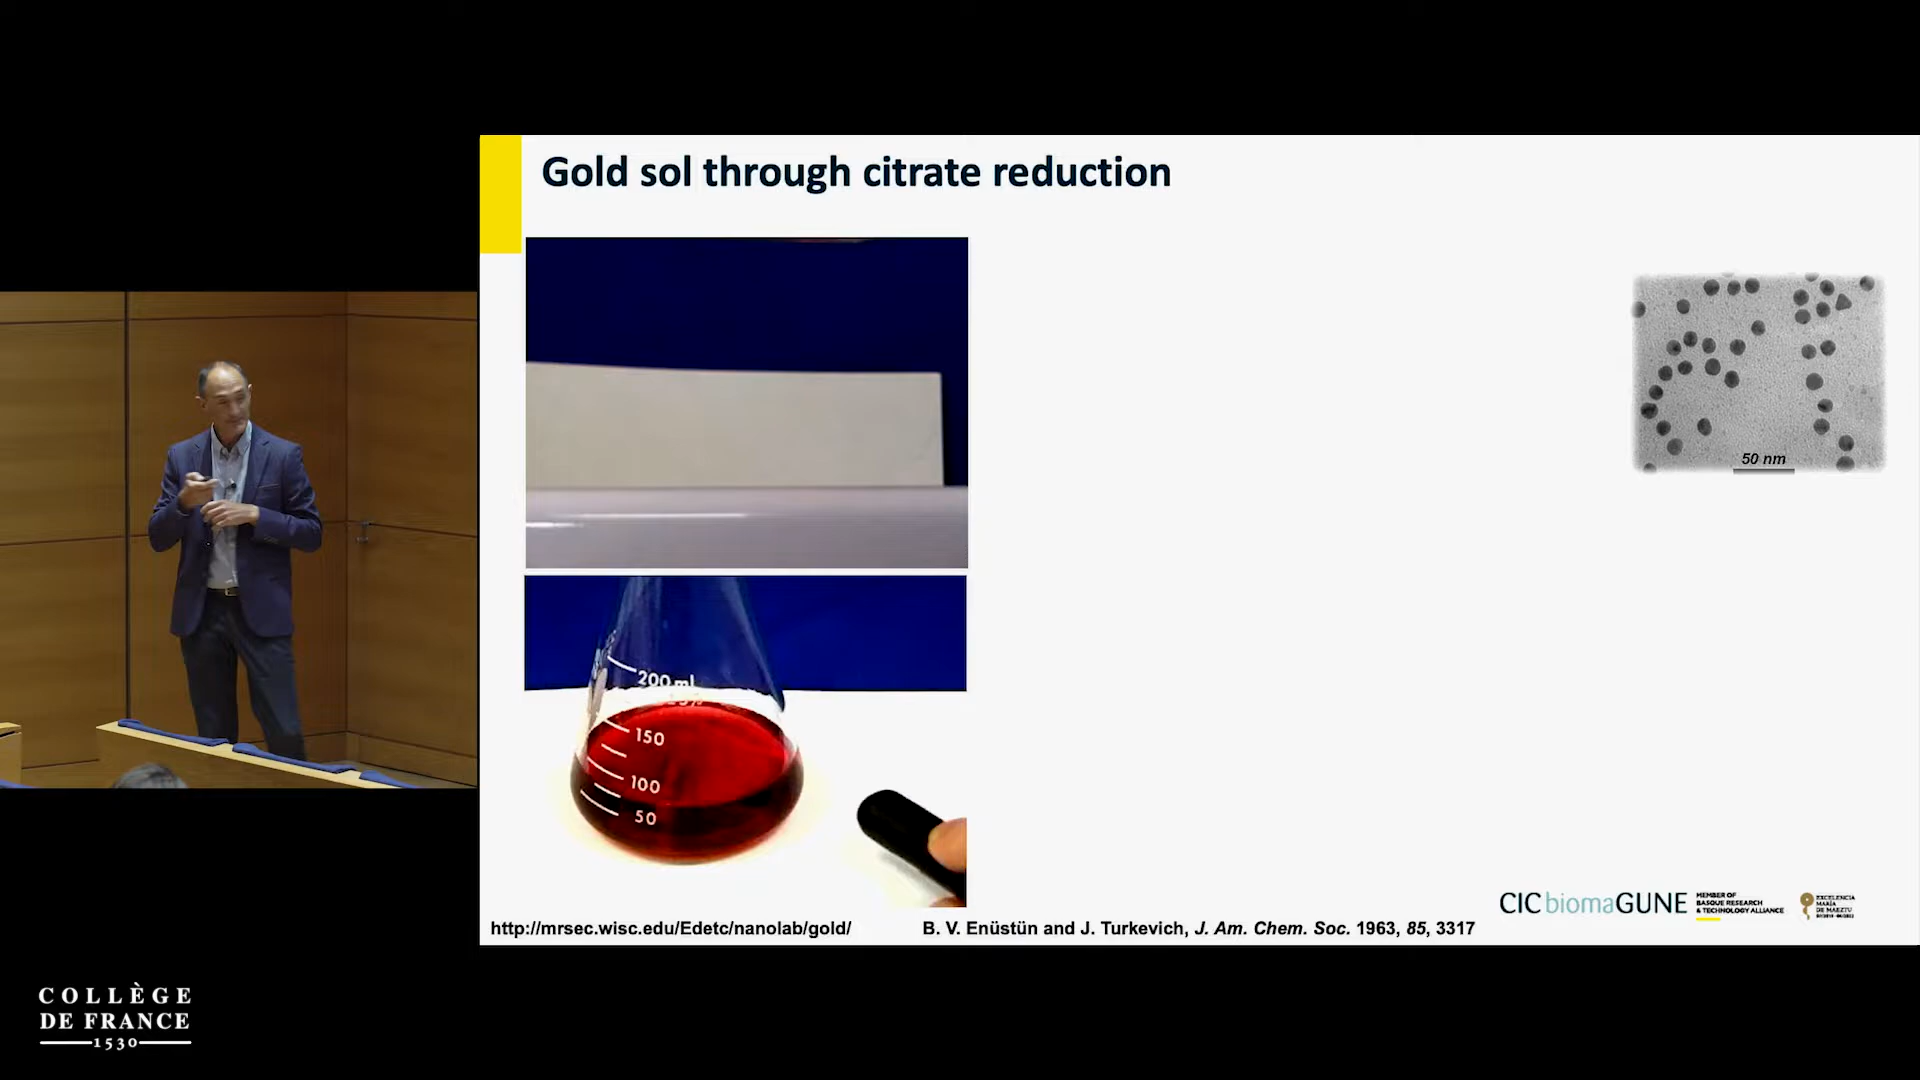 Gold sol through citrate reduction
50 nm
200 ml
150
100
50
CIC biomaGUNE
MEMBER OF
BASQUE RESEARCH
& TECHNOLOGY ALLIANCE
EXCELENCIA
MARÍA
DE MAEZTU
http://mrsec.wisc.edu/Edetc/nanolab/gold/
B. V. Enüstün and J. Turkevich, J. Am. Chem. Soc. 1963, 85, 3317
COLLÈGE
DE FRANCE
1530